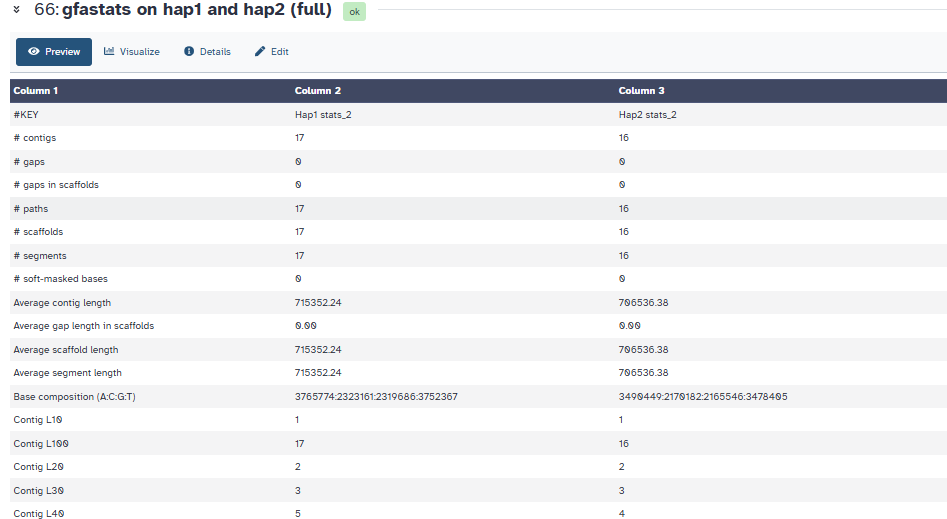 66: gfastats on hap1 and hap2 (full) ok
Preview Visualize Details Edit
Column 1 Column 2 Column 3
#KEY Hap1 stats_2 Hap2 stats_2
# contigs 17 16
# gaps 0 0
# gaps in scaffolds 0 0
# paths 17 16
# scaffolds 17 16
# segments 17 16
# soft-masked bases 0 0
Average contig length 715352.24 706536.38
Average gap length in scaffolds 0.00 0.00
Average scaffold length 715352.24 706536.38
Average segment length 715352.24 706536.38
Base composition (A:C:G:T) 3765774:2323161:2319686:3752367 3490449:2170182:2165546:3478405
Contig L10 1 1
Contig L100 17 16
Contig L20 2 2
Contig L30 3 3
Contig L40 5 4